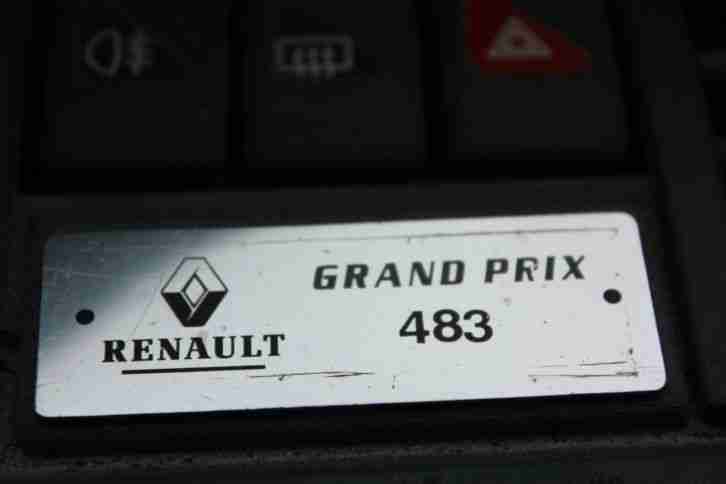 GRAND PRIX
483
RENAULT